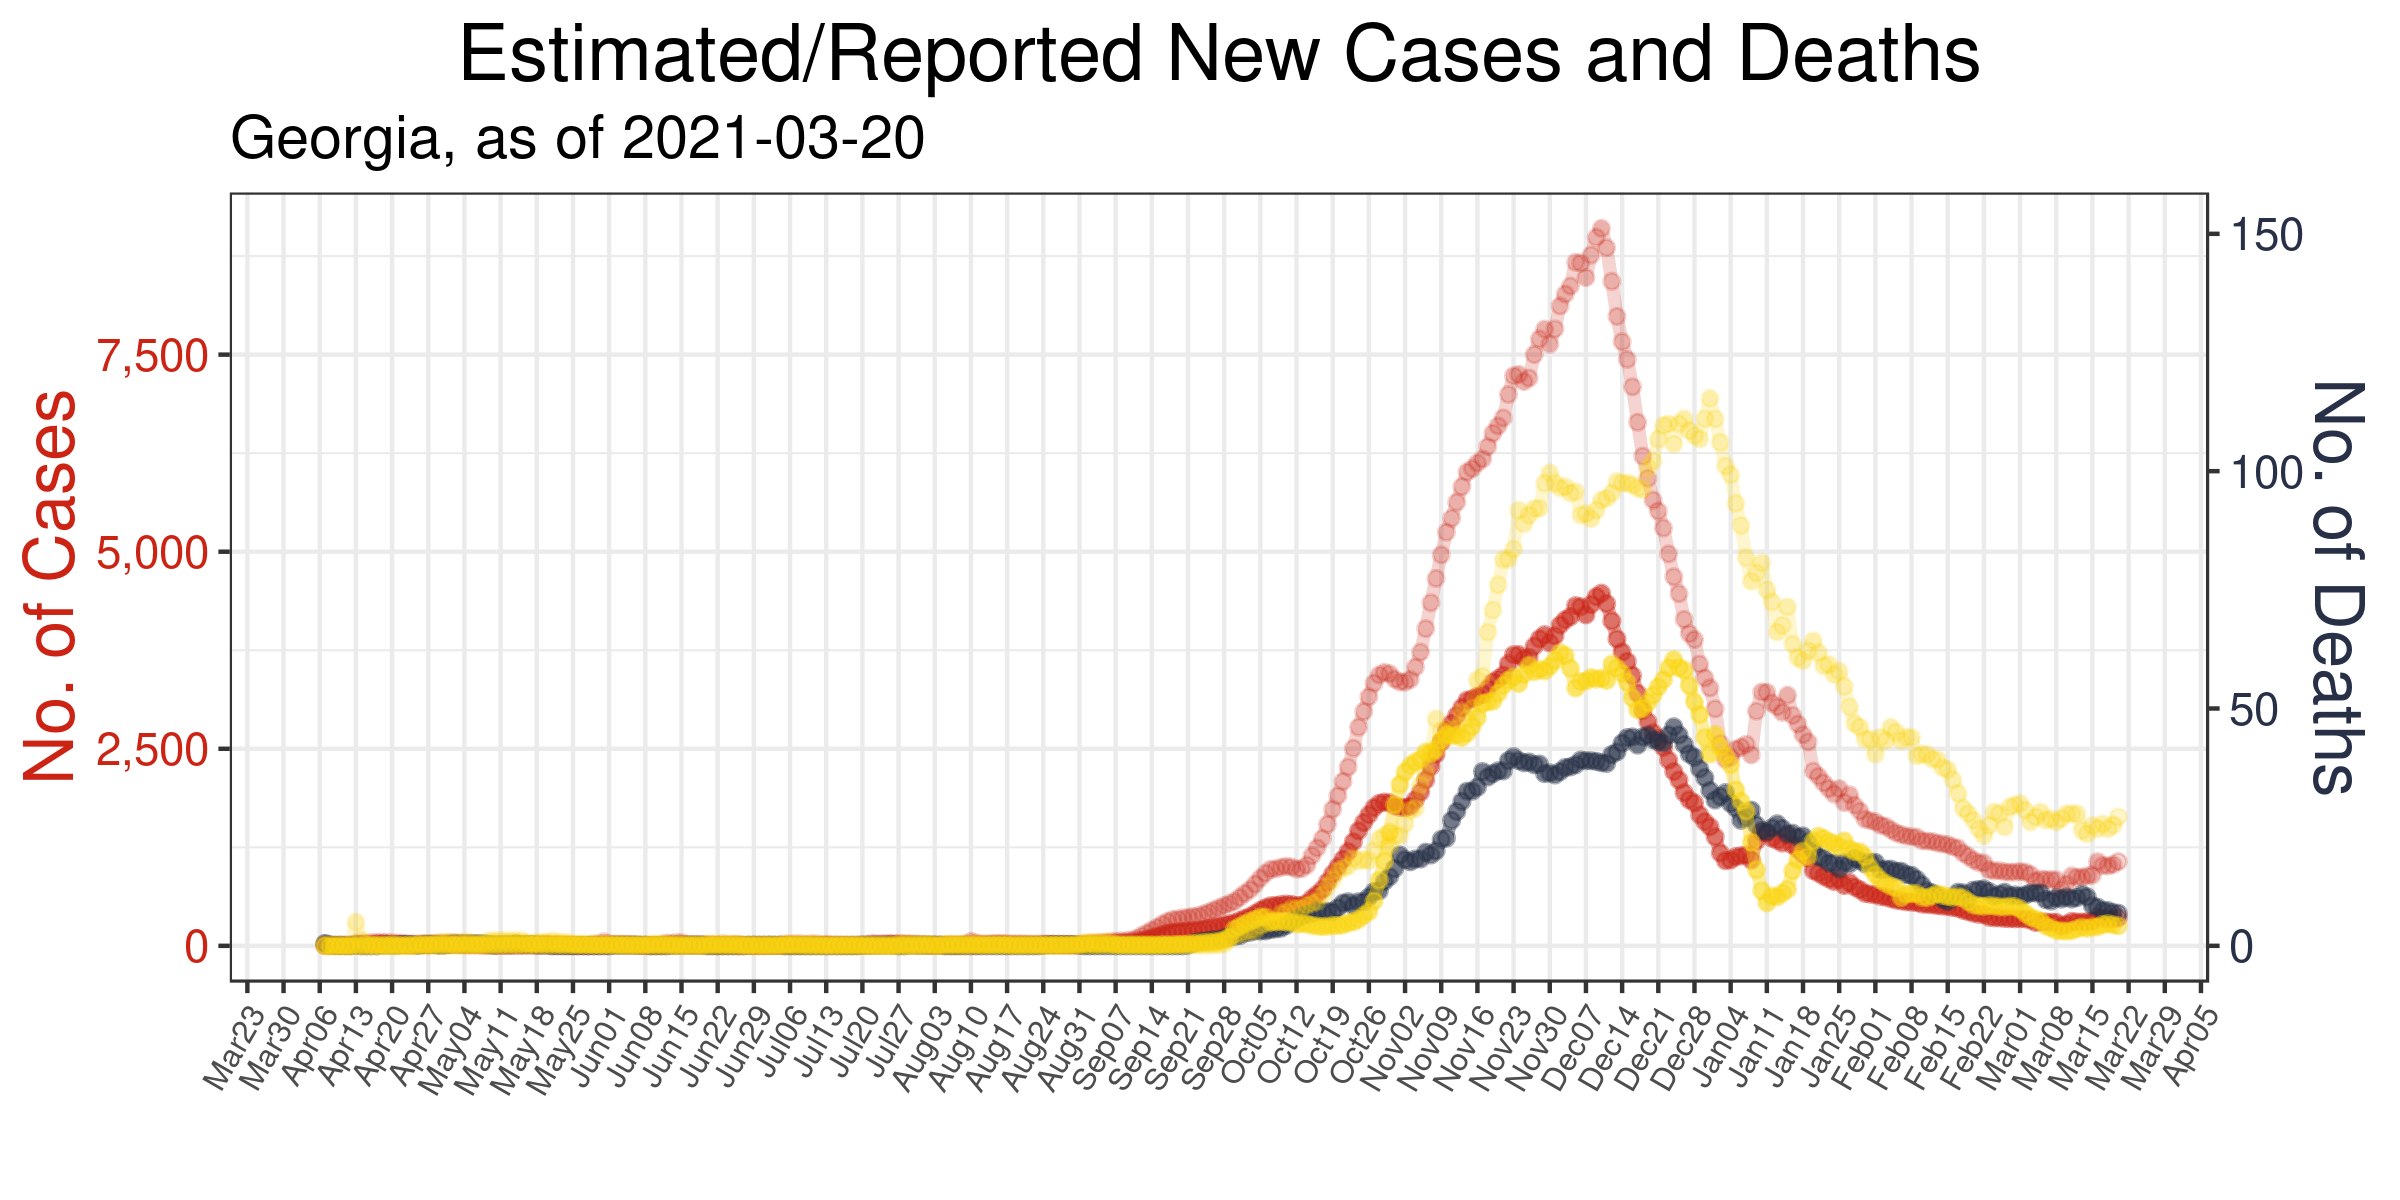 Estimated/Reported New Cases and Deaths
Georgia, as of 2021-03-20
No. of Cases
7,500
5,000
2,500
0
150
100
50
0
No. of Deaths
Mar23
Mar30
Apr06
Apr13
Apr20
Apr27
May04
May11
May18
May25
Jun01
Jun08
Jun15
Jun22
Jun29
Jul06
Jul13
Jul20
Jul27
Aug03
Aug10
Aug17
Aug24
Aug31
Sep07
Sep14
Sep21
Sep28
Oct05
Oct12
Oct19
Oct26
Nov02
Nov09
Nov16
Nov23
Nov30
Dec07
Dec14
Dec21
Dec28
Jan04
Jan11
Jan18
Jan25
Feb01
Feb08
Feb15
Feb22
Mar01
Mar08
Mar15
Mar22
Mar29
Apr05